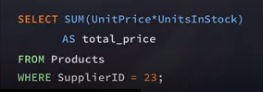 SELECT SUM(UnitPrice*UnitsInStock)
AS total_price
FROM Products
WHERE SupplierID = 23;